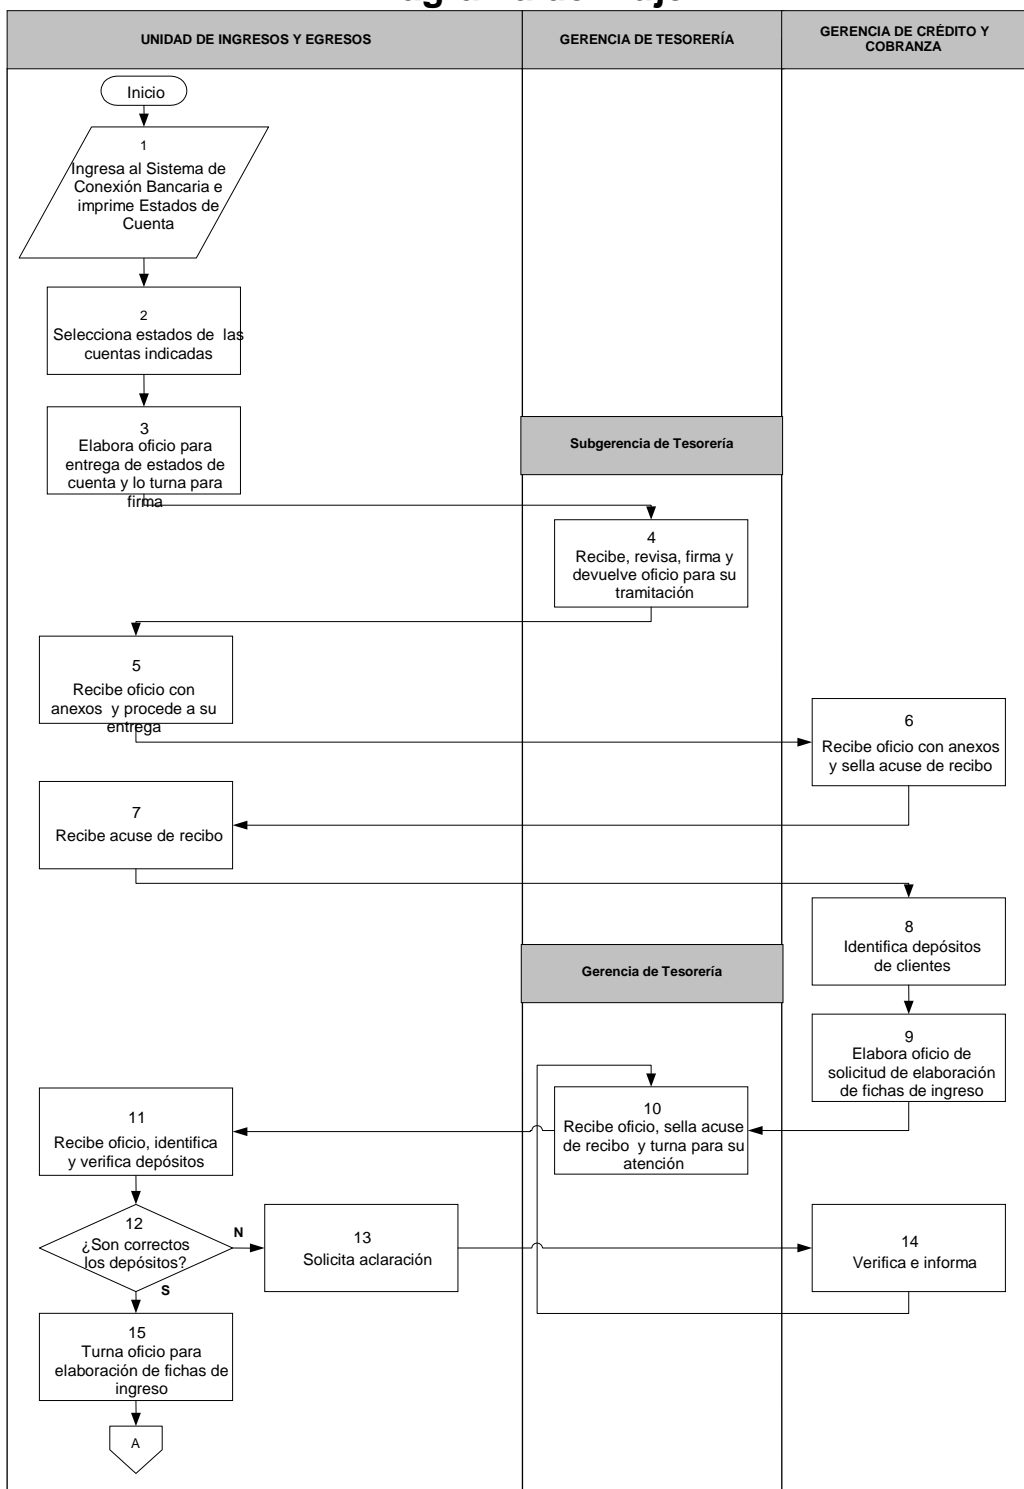 UNIDAD DE INGRESOS Y EGRESOS
GERENCIA DE TESORERÍA
GERENCIA DE CRÉDITO Y
COBRANZA
Inicio
1
Ingresa al Sistema de
Conexión Bancaria e
imprime Estados de
Cuenta
2
Selecciona estados de las
cuentas indicadas
3
Elabora oficio para
entrega de estados de
cuenta y lo turna para
firma
Subgerencia de Tesorería
4
Recibe, revisa, firma y
devuelve oficio para su
tramitación
5
Recibe oficio con
anexos y procede a su
entrega
6
Recibe oficio con anexos
y sella acuse de recibo
7
Recibe acuse de recibo
8
Identifica depósitos
de clientes
Gerencia de Tesorería
9
Elabora oficio de
solicitud de elaboración
de fichas de ingreso
10
Recibe oficio, sella acuse
de recibo y turna para su
atención
11
Recibe oficio, identifica
y verifica depósitos
12
¿Son correctos
los depósitos?
N
S
13
Solicita aclaración
14
Verifica e informa
15
Turna oficio para
elaboración de fichas de
ingreso
A